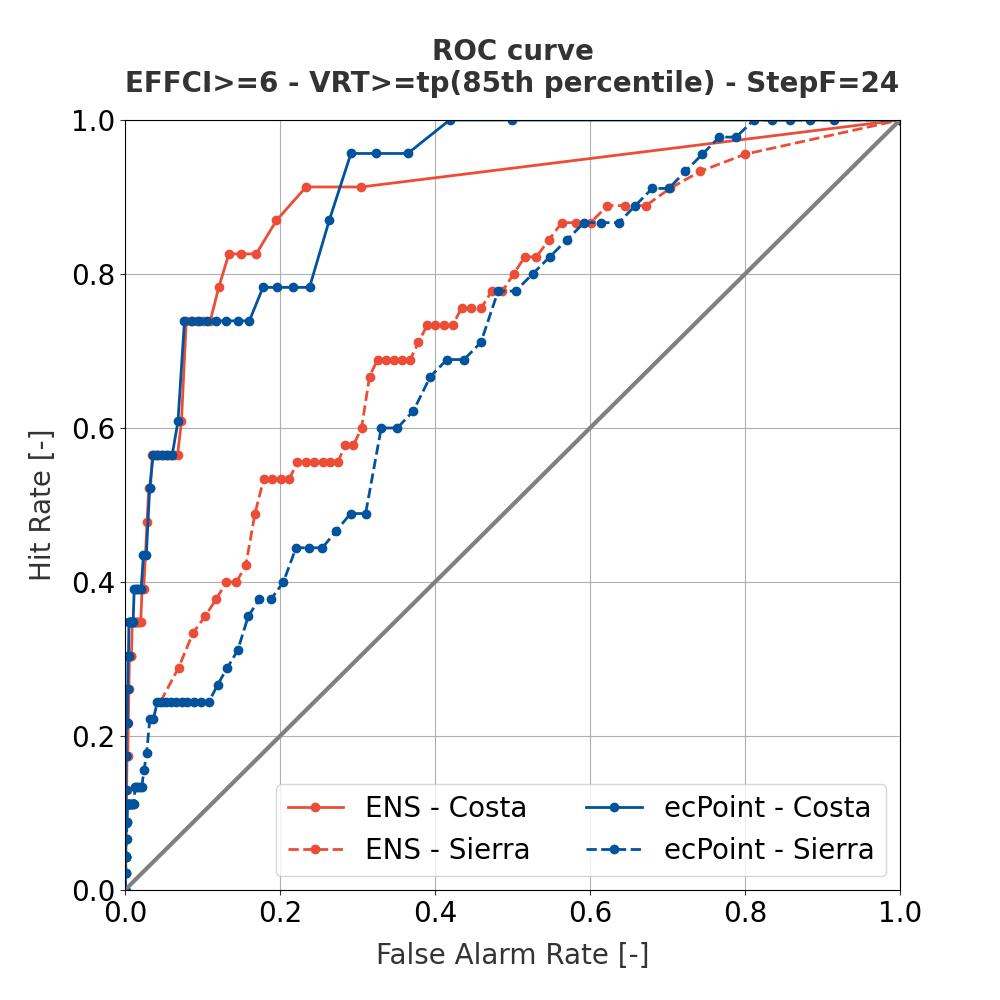 ROC curve
EFFCI>=6 - VRT>=tp(85th percentile) - StepF=24
1.0
0.8
0.6
0.4
0.2
0.0
Hit Rate [-]
ENS - Costa
ENS - Sierra
ecPoint - Costa
ecPoint - Sierra
0.0 0.2 0.4 0.6 0.8 1.0
False Alarm Rate [-]